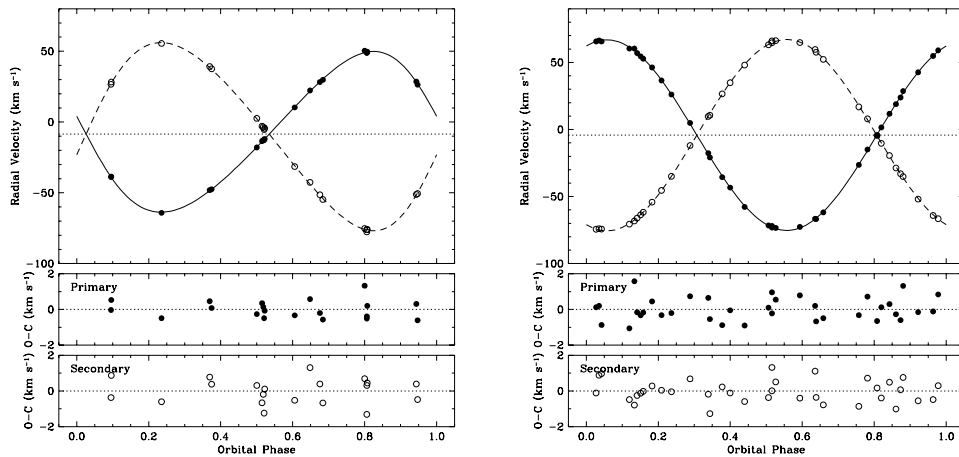 50
0
−50
−100
Radial Velocity (km s⁻¹)
2
0
−2
O−C (km s⁻¹)
Primary
2
0
−2
O−C (km s⁻¹)
Secondary
0.0 0.2 0.4 0.6 0.8 1.0
Orbital Phase
50
0
−50
−100
Radial Velocity (km s⁻¹)
2
0
−2
O−C (km s⁻¹)
Primary
2
0
−2
O−C (km s⁻¹)
Secondary
0.0 0.2 0.4 0.6 0.8 1.0
Orbital Phase